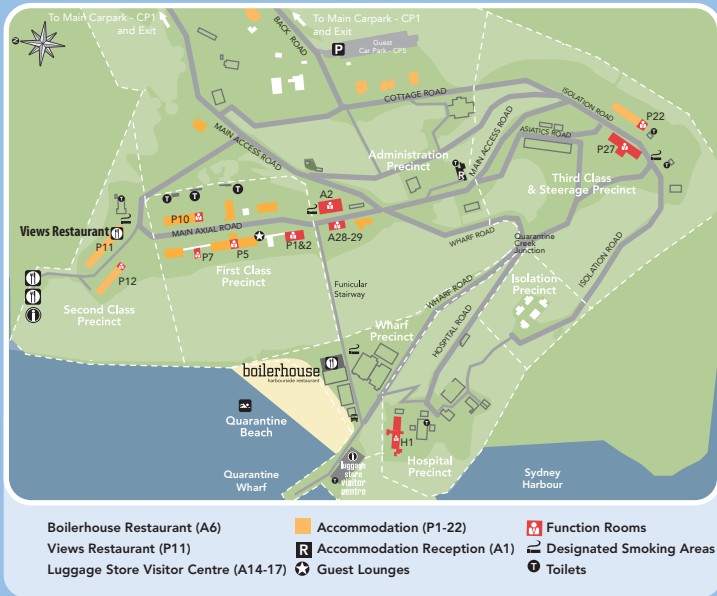 To Main Carpark - CP1
and Exit
To Main Carpark - CP1
and Exit
BACK ROAD
P
Guest
Car Park - CP5
COTTAGE ROAD
ISOLATION ROAD
P22
ASIATICS ROAD
P27
MAIN ACCESS ROAD
MAIN ACCESS ROAD
Administration
Precinct
T
R
T
T
Third Class
& Steerage Precinct
A2
T
T
T
T
Views Restaurant
P10
MAIN AXIAL ROAD
P11
P7
P5
P1&2
A28-29
WHARF ROAD
Quarantine
Creek
Junction
ISOLATION ROAD
P12
First Class
Precinct
Second Class
Precinct
i
Funicular
Stairway
Isolation
Precinct
WHARF ROAD
HOSPITAL ROAD
Wharf
Precinct
boilerhouse
harbourside restaurant
Quarantine
Beach
T
H1
Hospital
Precinct
Quarantine
Wharf
i
luggage
store
visitor
centre
T
Sydney
Harbour
Boilerhouse Restaurant (A6)
Accommodation (P1-22)
Function Rooms
Views Restaurant (P11)
R Accommodation Reception (A1)
Designated Smoking Areas
Luggage Store Visitor Centre (A14-17)
Guest Lounges
T Toilets